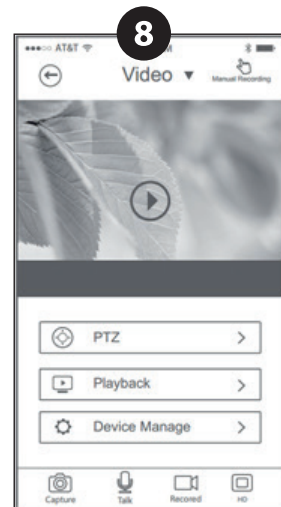 8
AT&T M
Video ▼
Manual Recording
PTZ >
Playback >
Device Manage >
Capture Talk Recored HD